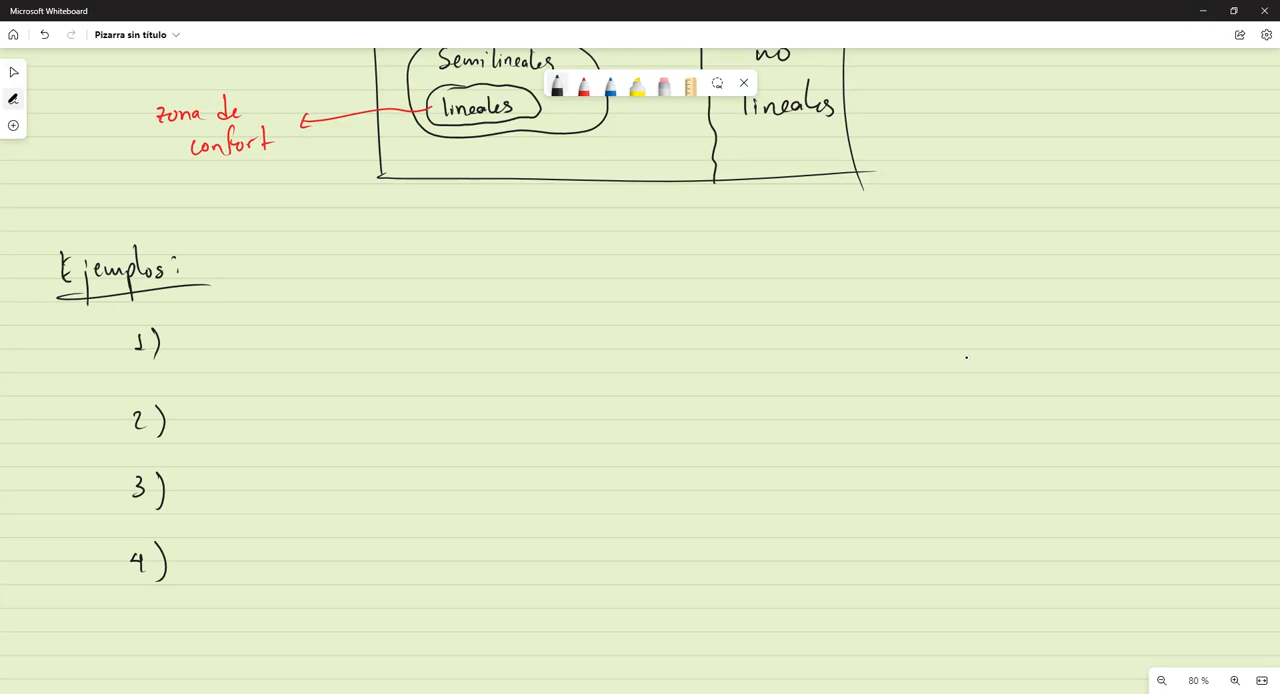 Microsoft Whiteboard
Pizarra sin título
Semilineales
no
lineales
lineales
zona de
confort
Ejemplos:
1)
2)
3)
4)
80 %